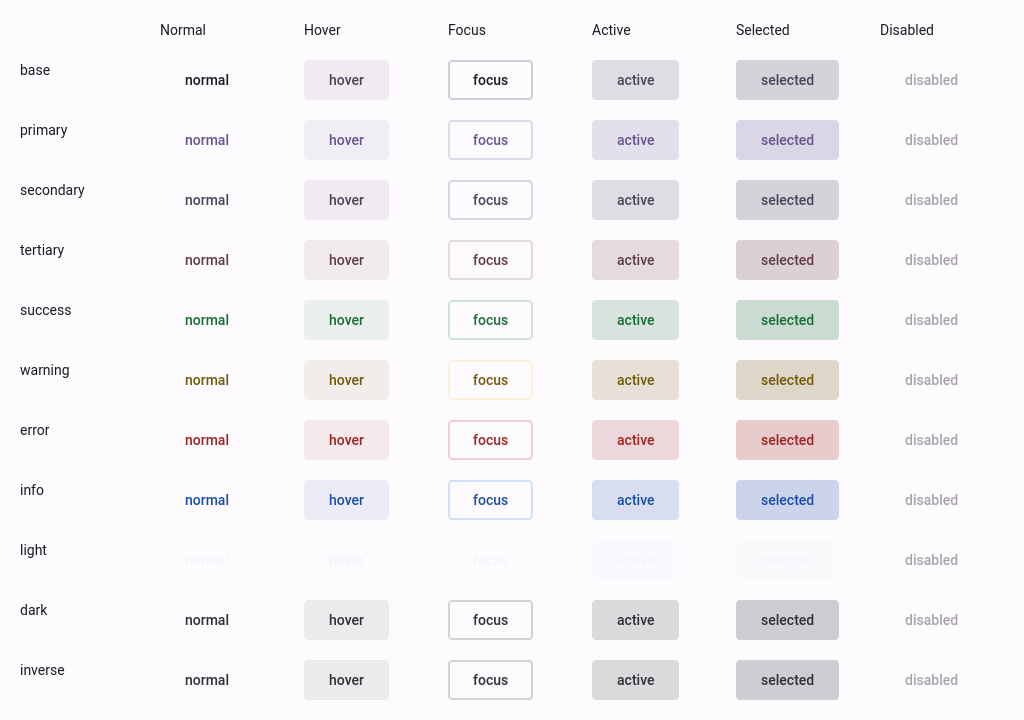 Normal Hover Focus Active Selected Disabled
base normal hover focus active selected disabled
primary normal hover focus active selected disabled
secondary normal hover focus active selected disabled
tertiary normal hover focus active selected disabled
success normal hover focus active selected disabled
warning normal hover focus active selected disabled
error normal hover focus active selected disabled
info normal hover focus active selected disabled
light normal hover focus active selected disabled
dark normal hover focus active selected disabled
inverse normal hover focus active selected disabled